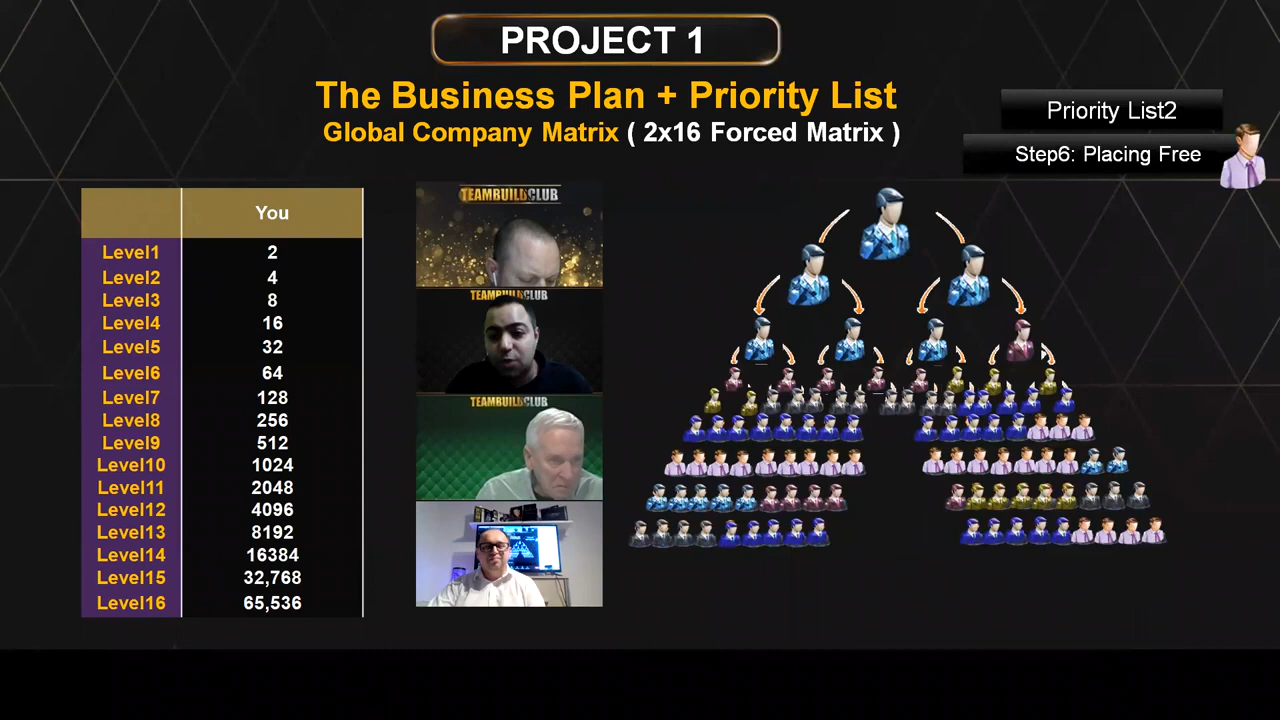 PROJECT 1
The Business Plan + Priority List
Global Company Matrix ( 2x16 Forced Matrix )
Priority List2
Step6: Placing Free
You
Level1 2
Level2 4
Level3 8
Level4 16
Level5 32
Level6 64
Level7 128
Level8 256
Level9 512
Level10 1024
Level11 2048
Level12 4096
Level13 8192
Level14 16384
Level15 32,768
Level16 65,536
TEAMBUILDCLUB
TEAMBUILDCLUB
TEAMBUILDCLUB